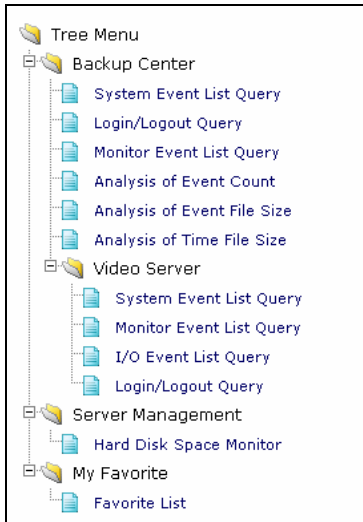 Tree Menu
Backup Center
System Event List Query
Login/Logout Query
Monitor Event List Query
Analysis of Event Count
Analysis of Event File Size
Analysis of Time File Size
Video Server
System Event List Query
Monitor Event List Query
I/O Event List Query
Login/Logout Query
Server Management
Hard Disk Space Monitor
My Favorite
Favorite List